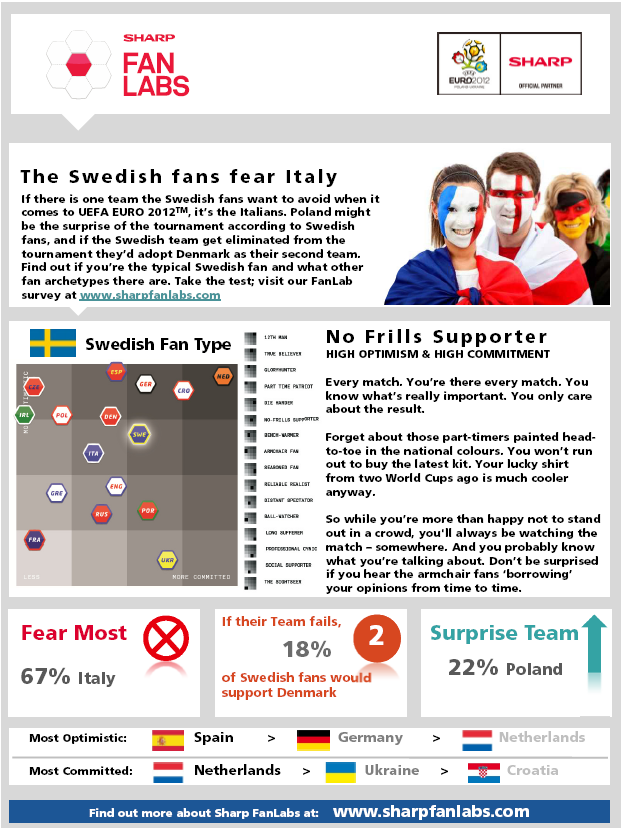 SHARP
FAN
LABS
UEFA
EURO2012
POLAND-UKRAINE
SHARP
OFFICIAL PARTNER
The Swedish fans fear Italy
If there is one team the Swedish fans want to avoid when it
comes to UEFA EURO 2012TM, it's the Italians. Poland might
be the surprise of the tournament according to Swedish
fans, and if the Swedish team get eliminated from the
tournament they'd adopt Denmark as their second team.
Find out if you're the typical Swedish fan and what other
fan archetypes there are. Take the test; visit our FanLab
survey at www.sharpfanlabs.com
Swedish Fan Type
ESP
GER
CRO
NED
CZE
IRL
POL
DEN
SWE
ITA
GRE
ENG
RUS
POR
FRA
UKR
LESS
MORE COMMITTED
12TH MAN
TRUE BELIEVER
GLORYHUNTER
PART TIME PATRIOT
DIE HARDER
NO-FRILLS SUPPORTER
BENCH-WARMER
ARMCHAIR FAN
SEASONED FAN
RELIABLE REALIST
DISTANT SPECTATOR
BALL-WATCHER
LONG SUFFERER
PROFESSIONAL CYNIC
SOCIAL SUPPORTER
THE SIGHTSEER
No Frills Supporter
HIGH OPTIMISM & HIGH COMMITMENT
Every match. You're there every match. You
know what's really important. You only care
about the result.
Forget about those part-timers painted head-
to-toe in the national colours. You won't run
out to buy the latest kit. Your lucky shirt
from two World Cups ago is much cooler
anyway.
So while you're more than happy not to stand
out in a crowd, you'll always be watching the
match – somewhere. And you probably know
what you're talking about. Don't be surprised
if you hear the armchair fans 'borrowing'
your opinions from time to time.
Fear Most
67% Italy
If their Team fails,
18%
2
of Swedish fans would
support Denmark
Surprise Team
22% Poland
Most Optimistic: Spain > Germany > Netherlands
Most Committed: Netherlands > Ukraine > Croatia
Find out more about Sharp FanLabs at: www.sharpfanlabs.com